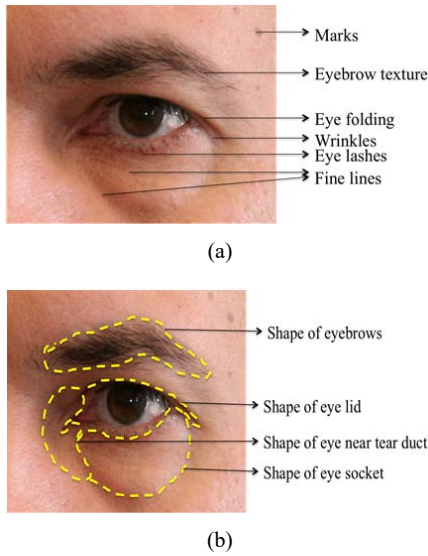 Marks
Eyebrow texture
Eye folding
Wrinkles
Eye lashes
Fine lines
(a)
Shape of eyebrows
Shape of eye lid
Shape of eye near tear duct
Shape of eye socket
(b)